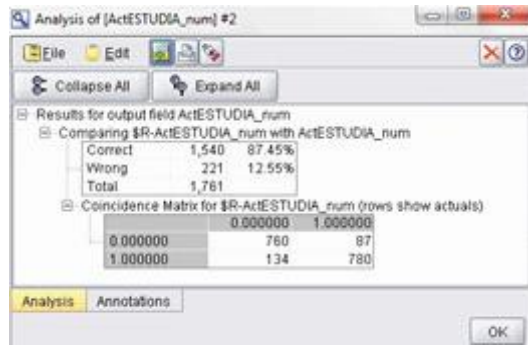 Analysis of [ActESTUDIA_num] #2
File Edit
Collapse All Expand All
Results for output field ActESTUDIA_num
Comparing $R-ActESTUDIA_num with ActESTUDIA_num
Correct 1,540 87.45%
Wrong 221 12.55%
Total 1,761
Coincidence Matrix for $R-ActESTUDIA_num (rows show actuals)
0.000000 1.000000
0.000000 760 87
1.000000 134 780
Analysis Annotations
OK